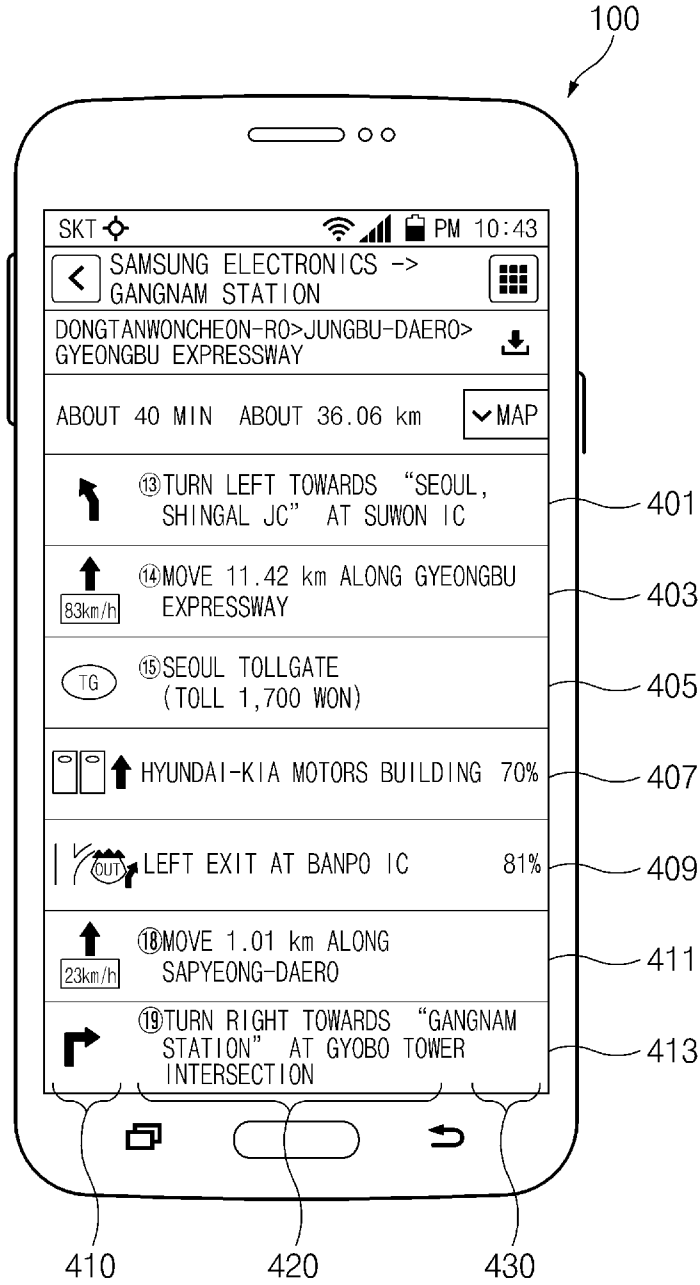 100
SKT PM 10:43
SAMSUNG ELECTRONICS ->
GANGNAM STATION
DONGTANWONCHEON-RO>JUNGBU-DAERO>
GYEONGBU EXPRESSWAY
ABOUT 40 MIN ABOUT 36.06 km MAP
⑬TURN LEFT TOWARDS “SEOUL,
SHINGAL JC” AT SUWON IC
401
⑭MOVE 11.42 km ALONG GYEONGBU
EXPRESSWAY
83km/h
403
⑮SEOUL TOLLGATE
(TOLL 1,700 WON)
TG
405
HYUNDAI-KIA MOTORS BUILDING 70%
407
OUT LEFT EXIT AT BANPO IC 81%
409
⑱MOVE 1.01 km ALONG
SAPYEONG-DAERO
23km/h
411
⑲TURN RIGHT TOWARDS “GANGNAM
STATION” AT GYOBO TOWER
INTERSECTION
413
410 420 430